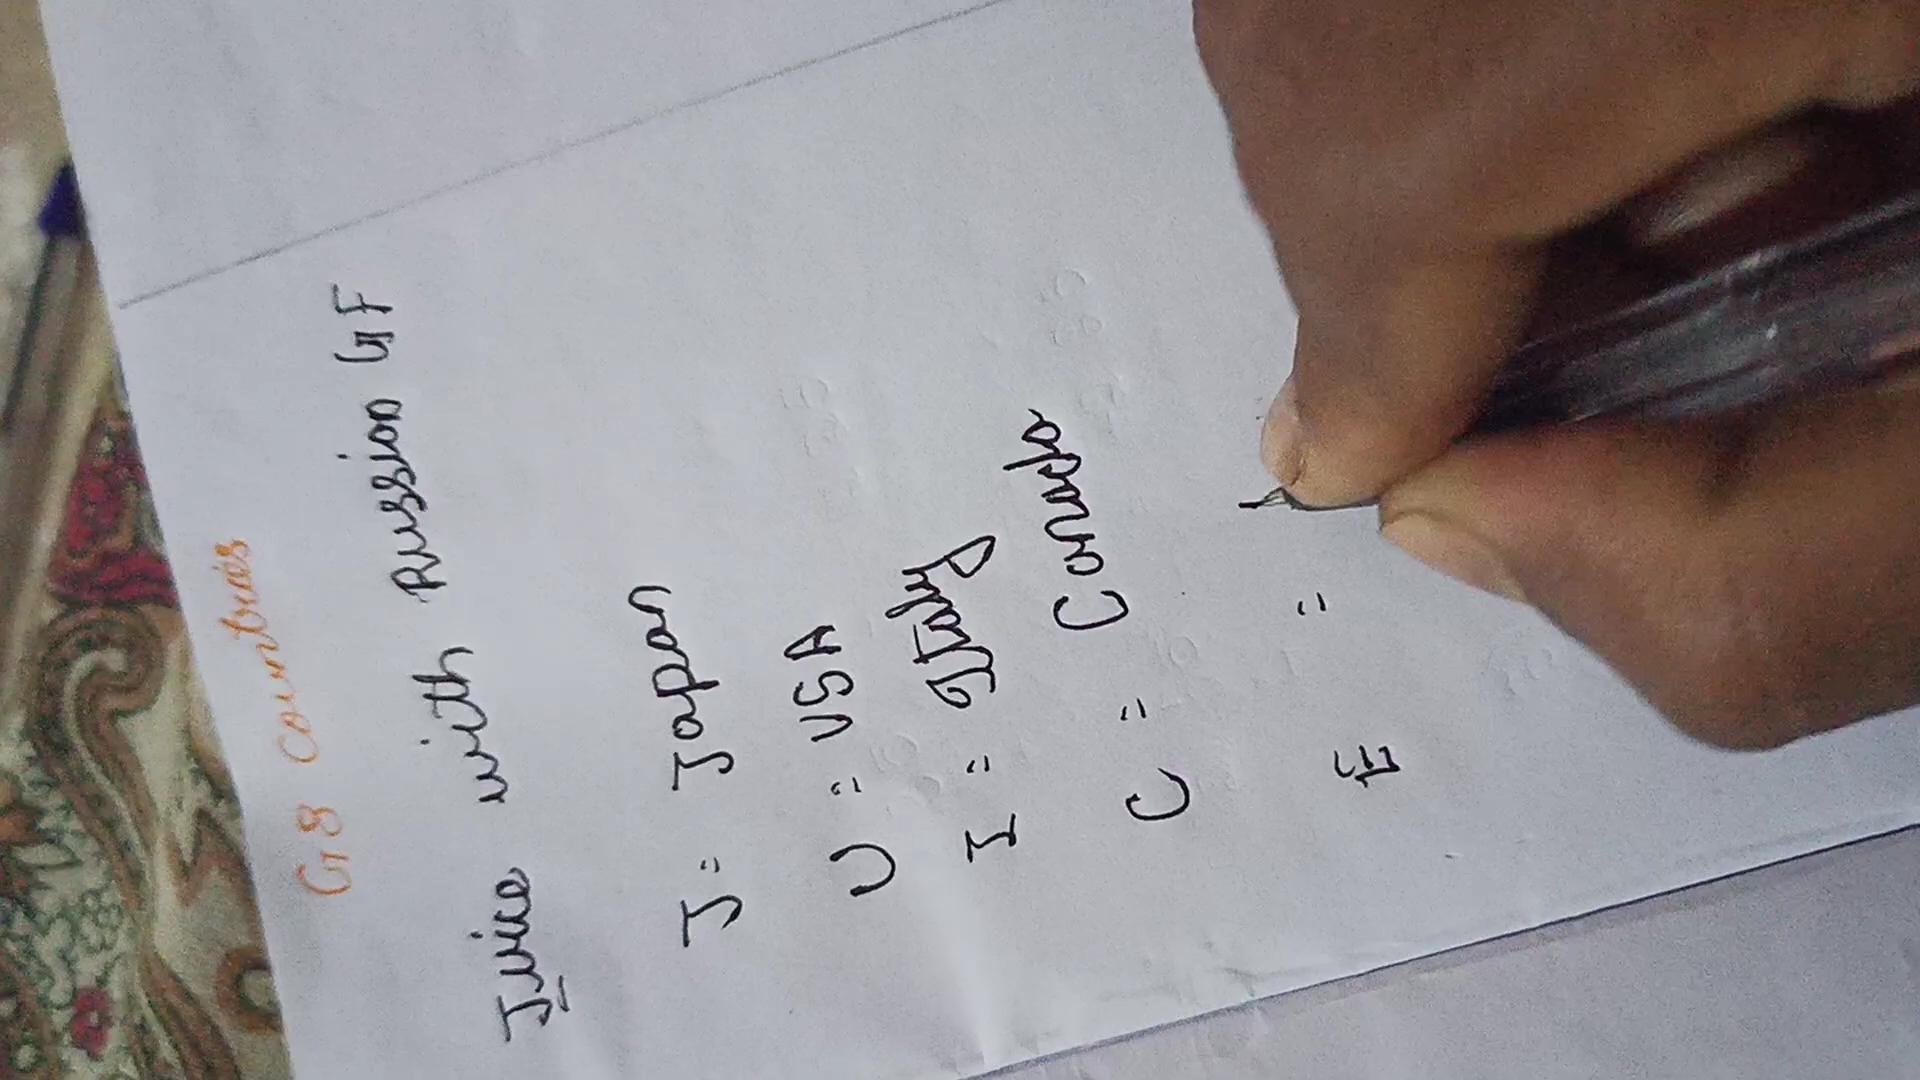 G8 Countries
Juice with Russian GF
J = Japan
U = USA
I = Italy
C = Canada
E =